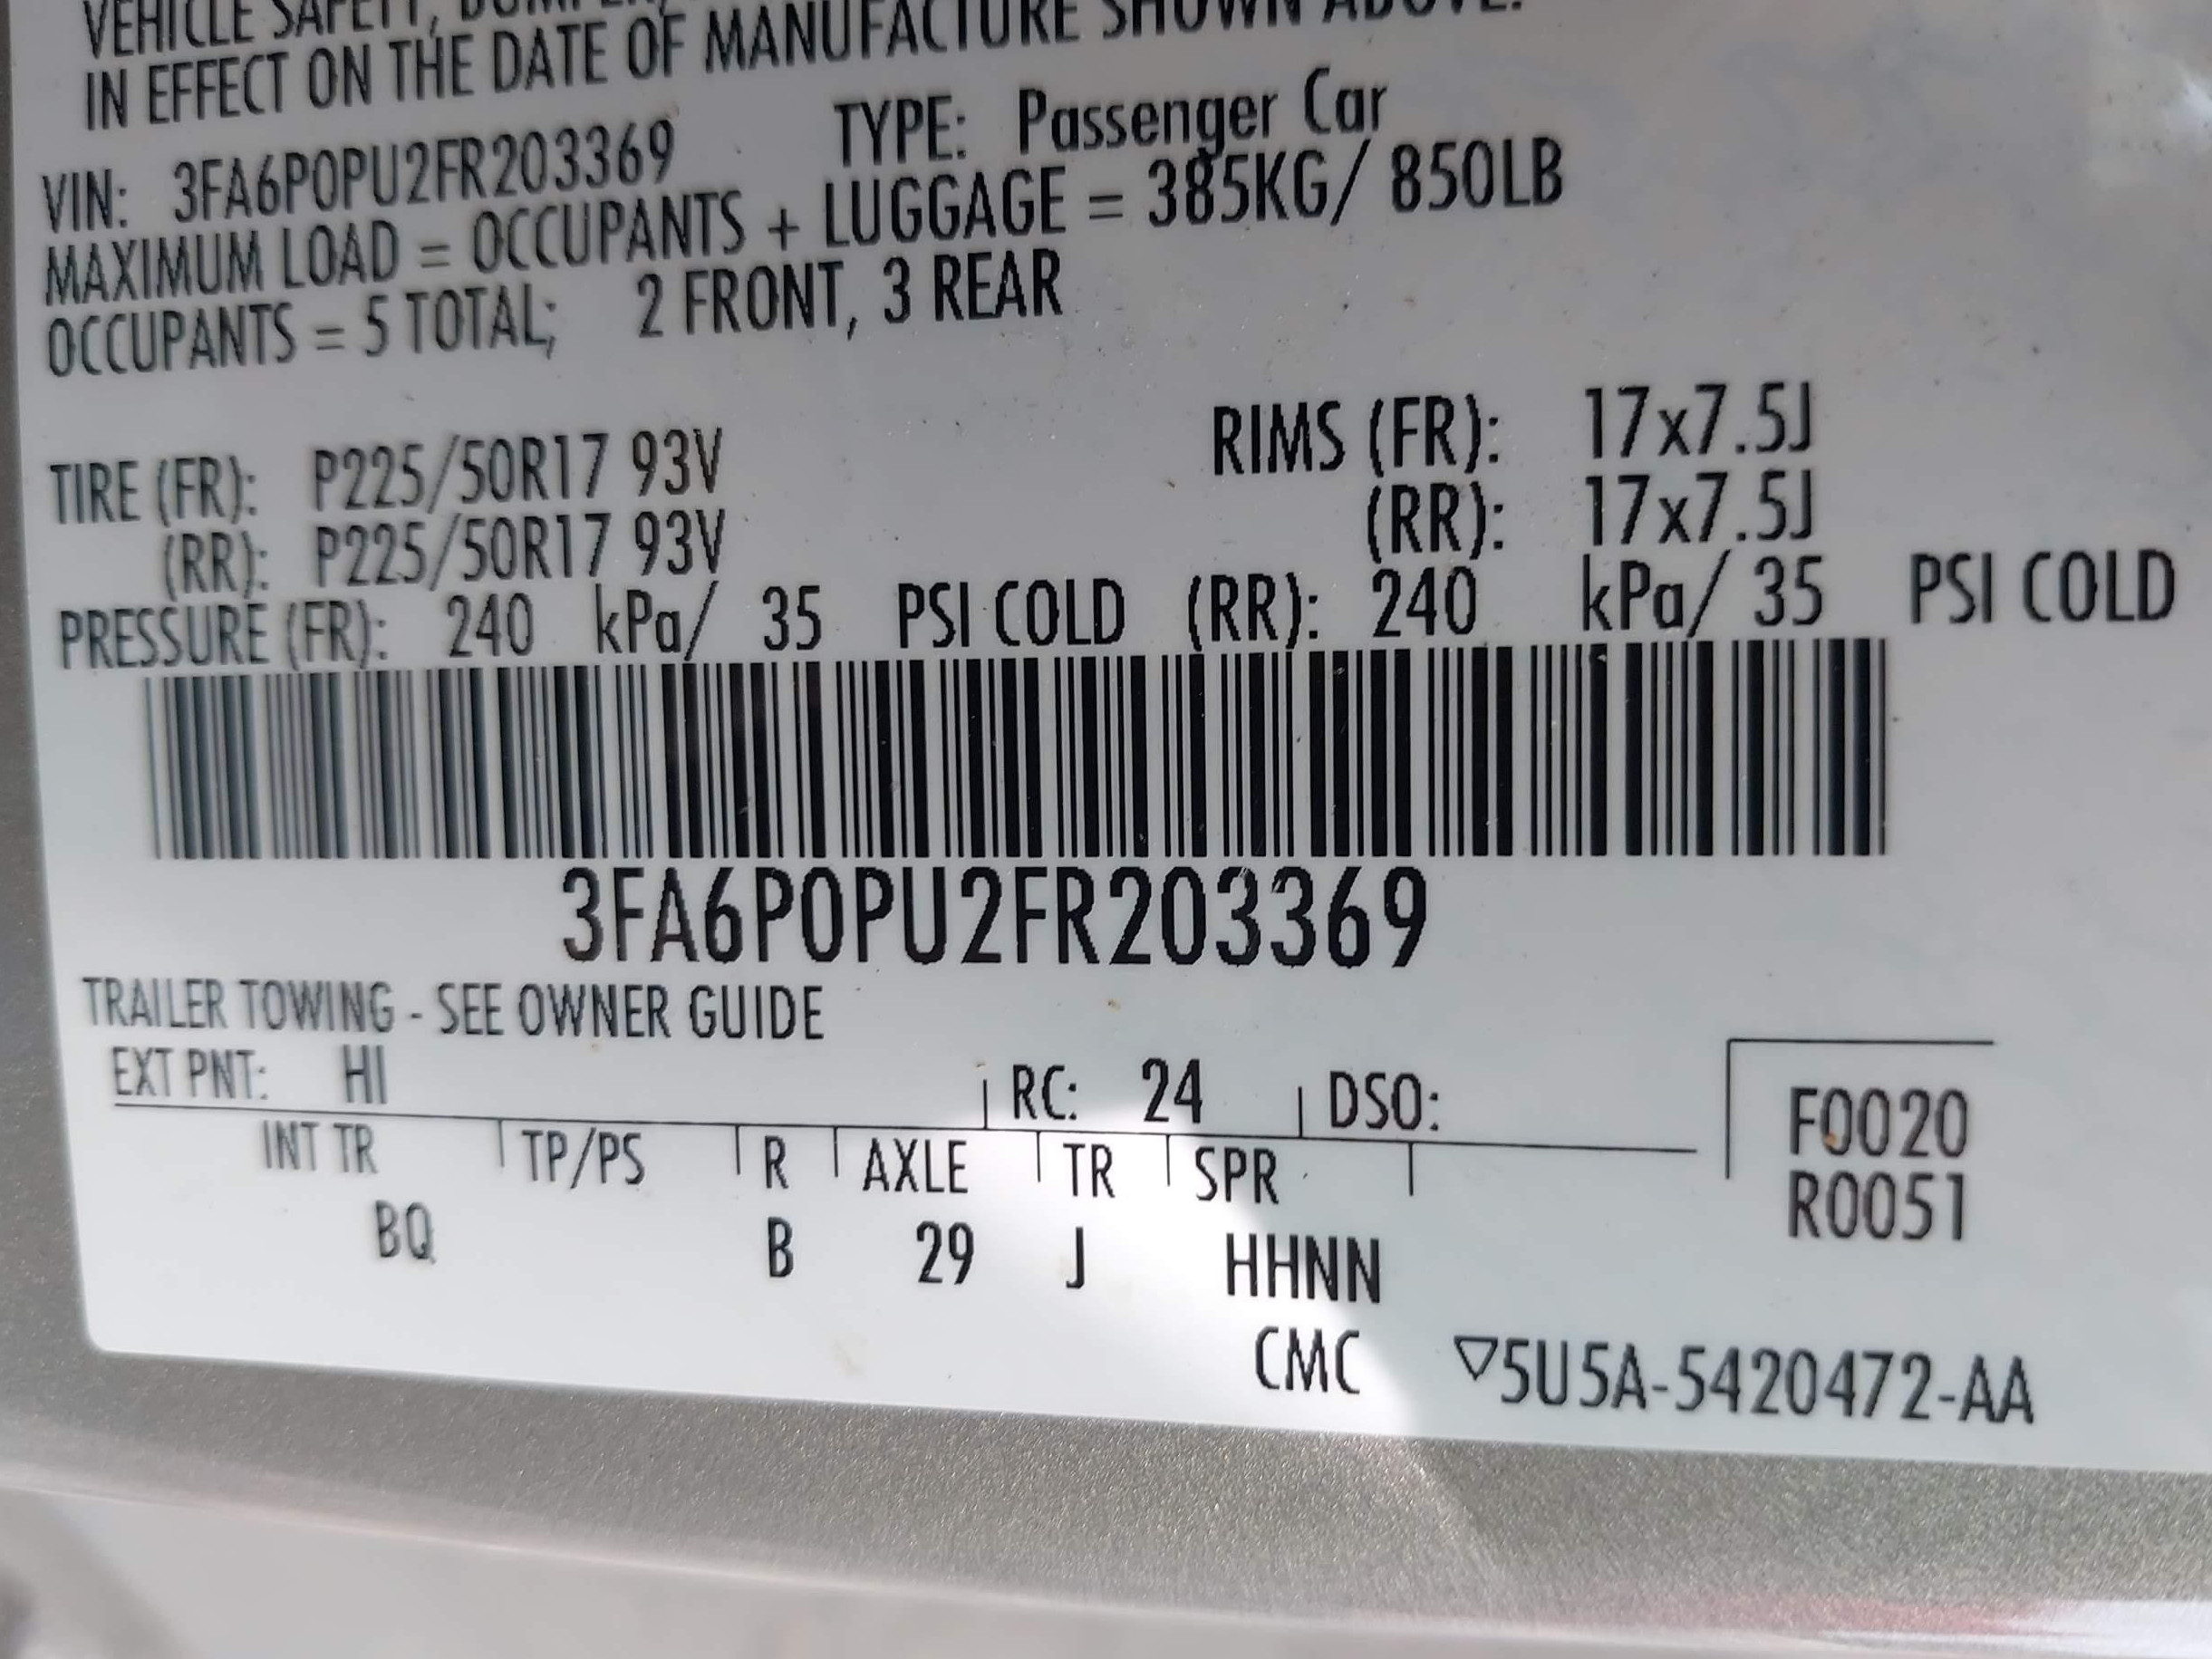 VEHICLE SAFETY,
IN EFFECT ON THE DATE OF MANUFACTURE SHOWN ABOVE.
VIN: 3FA6P0PU2FR203369 TYPE: Passenger Car
MAXIMUM LOAD = OCCUPANTS + LUGGAGE = 385KG/ 850LB
OCCUPANTS = 5 TOTAL; 2 FRONT, 3 REAR
TIRE (FR): P225/50R17 93V RIMS (FR): 17x7.5J
(RR): P225/50R17 93V (RR): 17x7.5J
PRESSURE (FR): 240 kPa/ 35 PSI COLD (RR): 240 kPa/ 35 PSI COLD
3FA6P0PU2FR203369
TRAILER TOWING - SEE OWNER GUIDE
EXT PNT: HI RC: 24 DSO: F0020
INT TR TP/PS R AXLE TR SPR R0051
BQ B 29 J HHNN
CMC ▽5U5A-5420472-AA